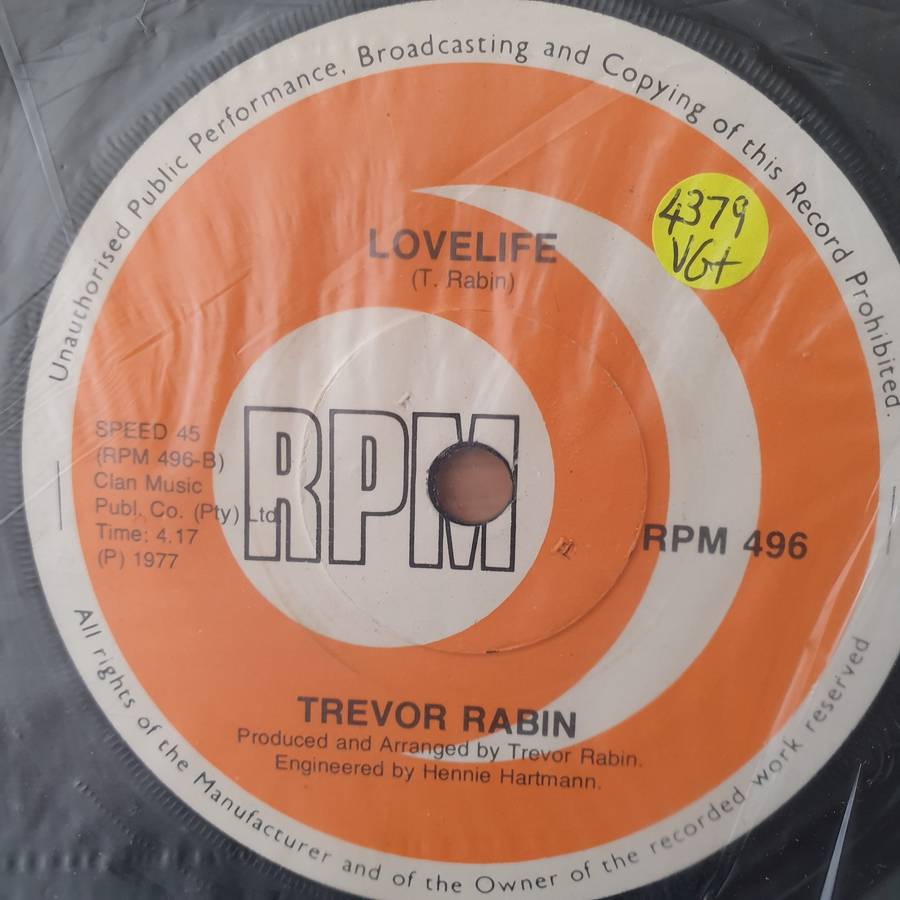 Unauthorised Public Performance, Broadcasting and Copying of this Record Prohibited.
4379
VG+
LOVELIFE
(T. Rabin)
RPM
SPEED 45
(RPM 496-B)
Clan Music
Publ. Co. (Pty) Ltd
Time: 4.17
(P) 1977
RPM 496
TREVOR RABIN
Produced and Arranged by Trevor Rabin.
Engineered by Hennie Hartmann.
All rights of the Manufacturer and of the Owner of the recorded work reserved